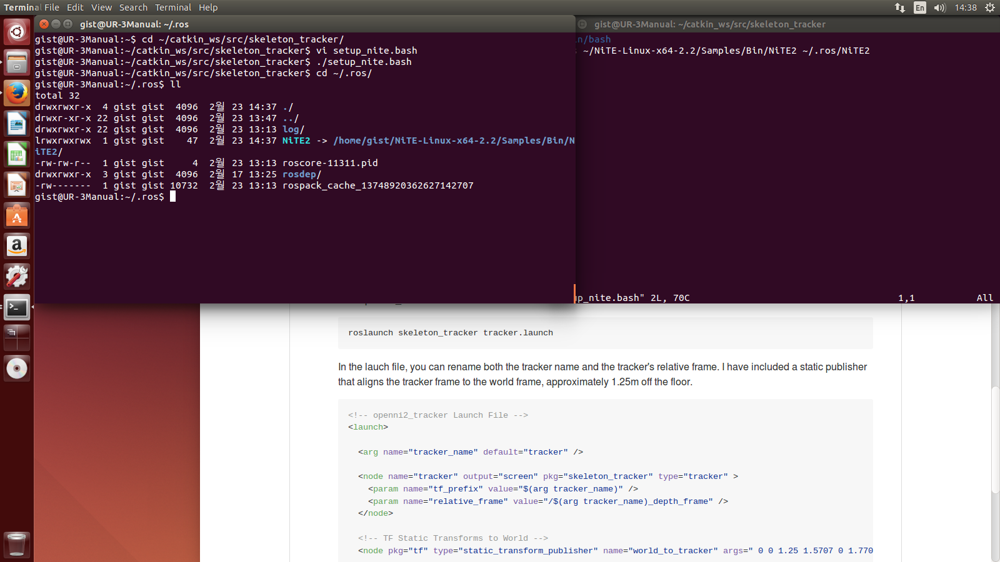 Terminal File Edit View Search Terminal Help
En 14:38
gist@UR-3Manual: ~/.ros
gist@UR-3Manual:~$ cd ~/catkin_ws/src/skeleton_tracker/
gist@UR-3Manual:~/catkin_ws/src/skeleton_tracker$ vi setup_nite.bash
gist@UR-3Manual:~/catkin_ws/src/skeleton_tracker$ ./setup_nite.bash
gist@UR-3Manual:~/catkin_ws/src/skeleton_tracker$ cd ~/.ros/
gist@UR-3Manual:~/.ros$ ll
total 32
drwxrwxr-x  4 gist gist  4096  2월 23 14:37 ./
drwxr-xr-x 22 gist gist  4096  2월 23 13:47 ../
drwxrwxr-x 22 gist gist  4096  2월 23 13:13 log/
lrwxrwxrwx  1 gist gist    47  2월 23 14:37 NiTE2 -> /home/gist/NiTE-Linux-x64-2.2/Samples/Bin/N
iTE2/
-rw-rw-r--  1 gist gist     4  2월 23 13:13 roscore-11311.pid
drwxrwxr-x  3 gist gist  4096  2월 17 13:25 rosdep/
-rw-------  1 gist gist 10732  2월 23 13:13 rospack_cache_13748920362627142707
gist@UR-3Manual:~/.ros$
gist@UR-3Manual: ~/catkin_ws/src/skeleton_tracker
n/bash
~/NiTE-Linux-x64-2.2/Samples/Bin/NiTE2 ~/.ros/NiTE2
p_nite.bash" 2L, 70C 1,1 All
roslaunch skeleton_tracker tracker.launch
In the lauch file, you can rename both the tracker name and the tracker's relative frame. I have included a static publisher
that aligns the tracker frame to the world frame, approximately 1.25m off the floor.
<!-- openni2_tracker Launch File -->
<launch>
<arg name="tracker_name" default="tracker" />
<node name="tracker" output="screen" pkg="skeleton_tracker" type="tracker" >
<param name="tf_prefix" value="$(arg tracker_name)" />
<param name="relative_frame" value="/$(arg tracker_name)_depth_frame" />
</node>
<!-- TF Static Transforms to World -->
<node pkg="tf" type="static_transform_publisher" name="world_to_tracker" args=" 0 0 1.25 1.5707 0 1.770